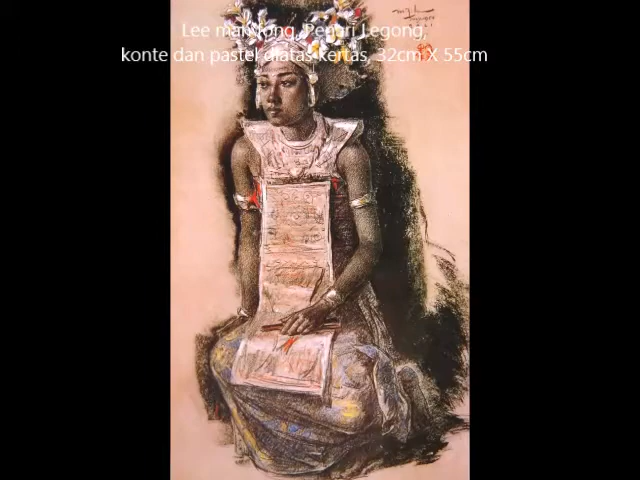 Lee man fong, Penari Legong,
konte dan pastel diatas kertas, 32cm X 55cm